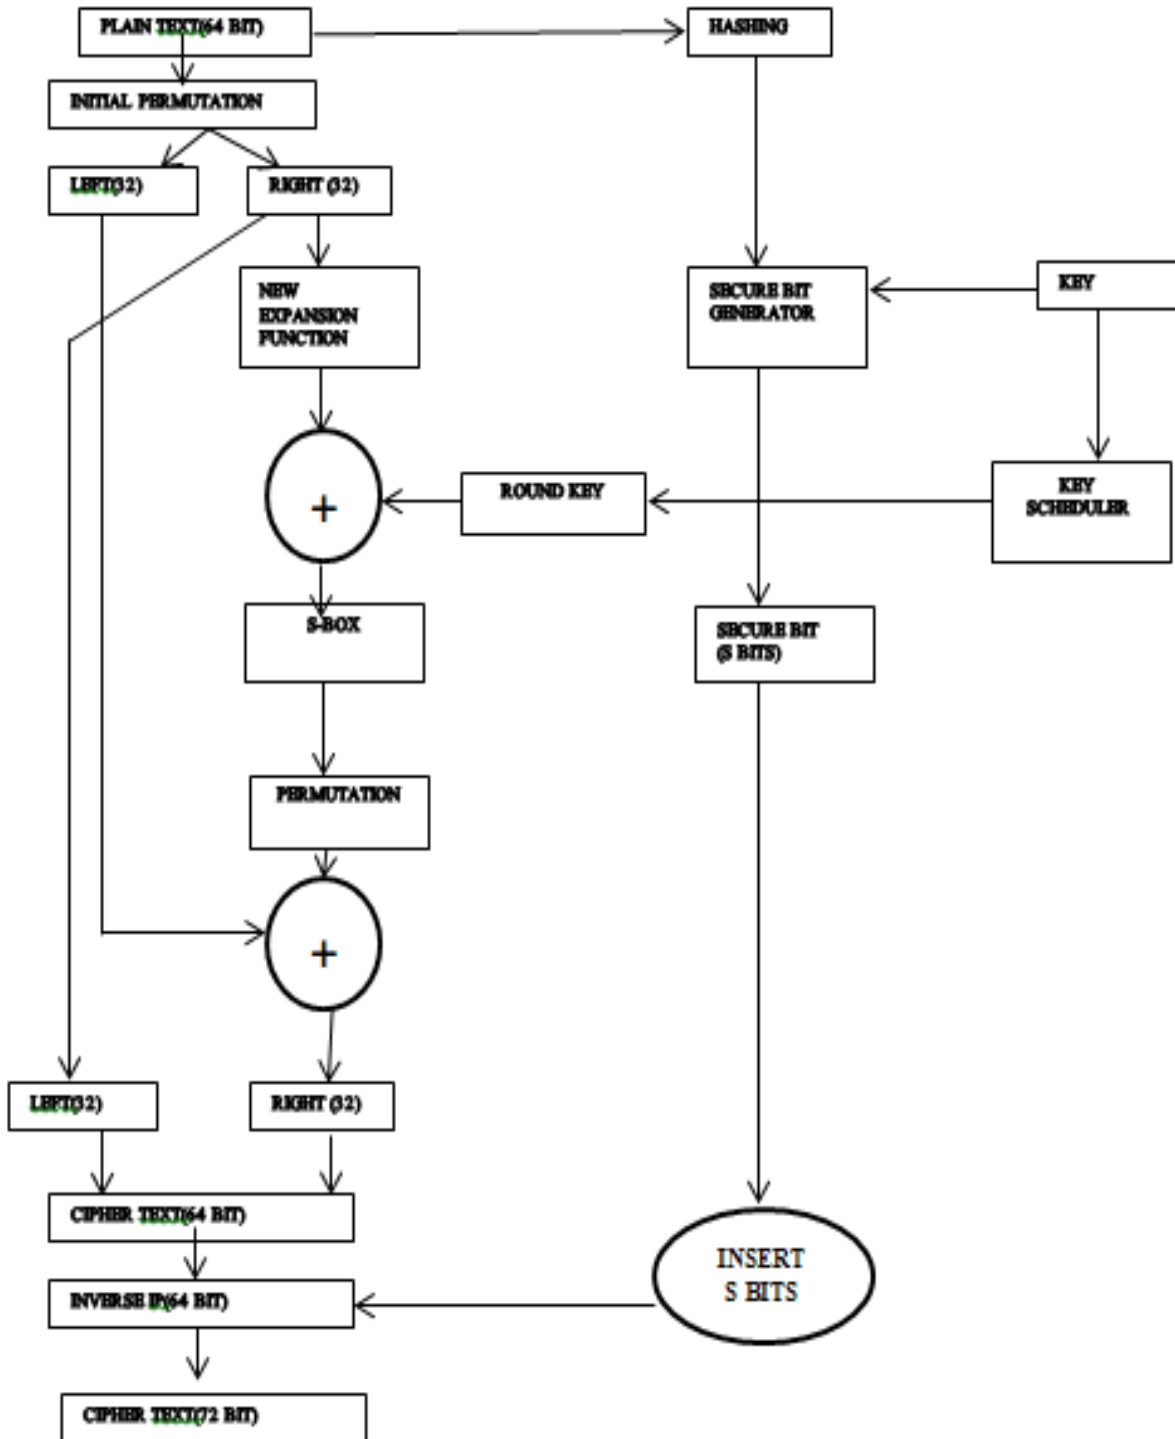 PLAIN TEXT(64 BIT)
HASHING
INITIAL PERMUTATION
LEFT(32)
RIGHT (32)
NEW
EXPANSION
FUNCTION
SECURE BIT
GENERATOR
KEY
+
ROUND KEY
KEY
SCHEDULER
S-BOX
SECURE BIT
(S BITS)
PERMUTATION
+
LEFT(32)
RIGHT (32)
CIPHER TEXT(64 BIT)
INSERT
S BITS
INVERSE IP(64 BIT)
CIPHER TEXT(72 BIT)